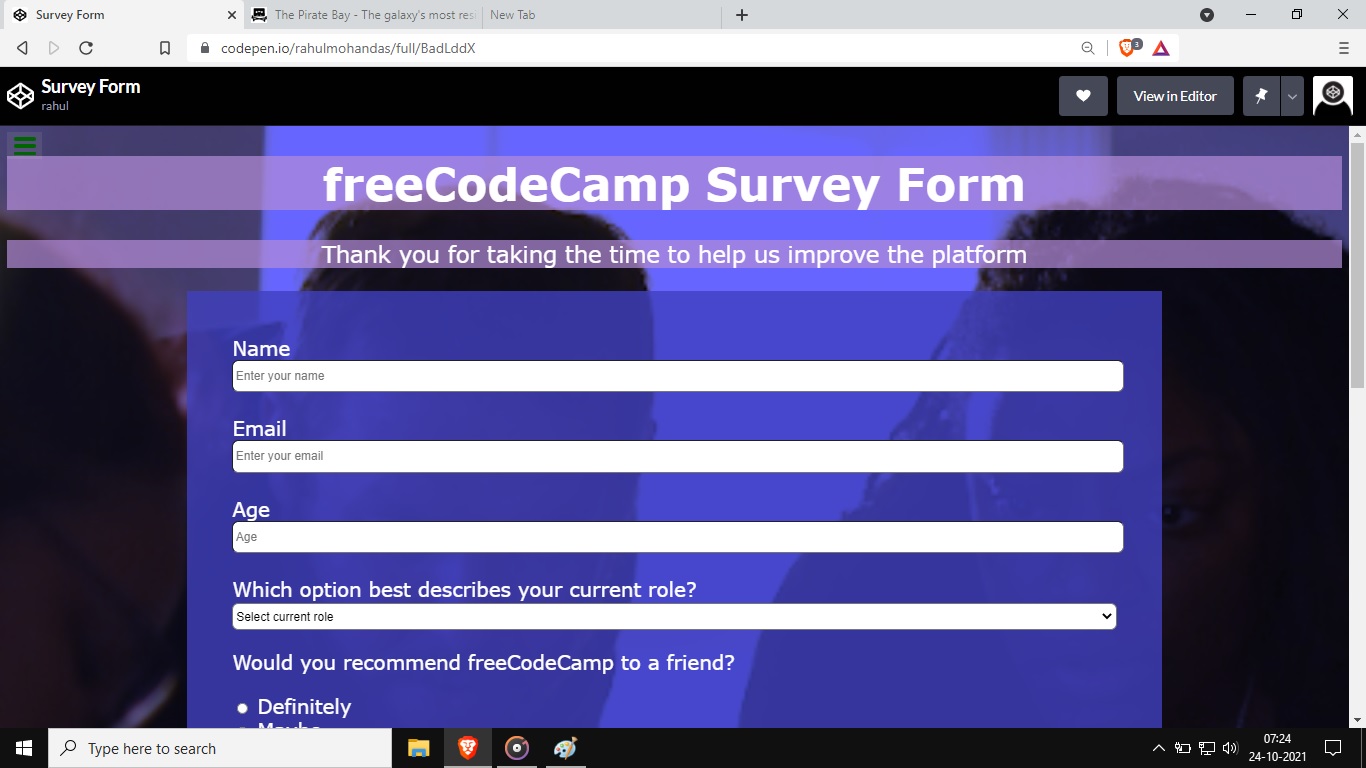 Survey Form
The Pirate Bay - The galaxy's most res
New Tab
codepen.io/rahulmohandas/full/BadLddX
3
Survey Form
rahul
View in Editor
freeCodeCamp Survey Form
Thank you for taking the time to help us improve the platform
Name
Enter your name
Email
Enter your email
Age
Age
Which option best describes your current role?
Select current role
Would you recommend freeCodeCamp to a friend?
Definitely
Maybe
Type here to search
07:24
24-10-2021